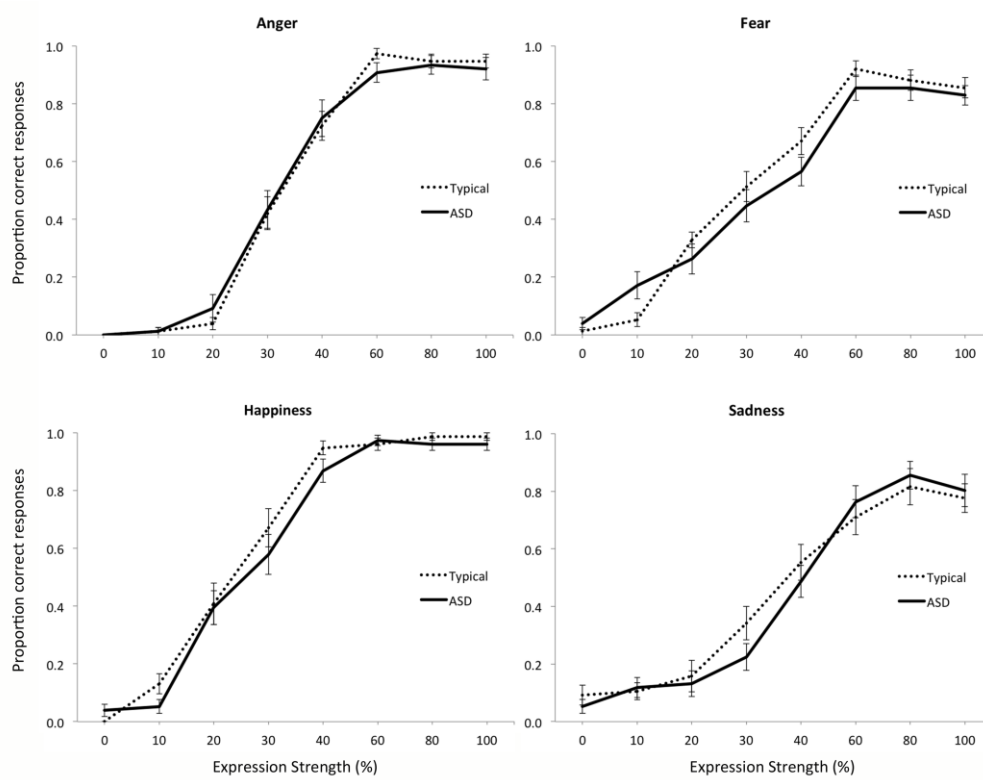 Anger
Proportion correct responses
1.0
0.8
0.6
0.4
0.2
0.0
Typical
ASD
0 10 20 30 40 60 80 100
Fear
1.0
0.8
0.6
0.4
0.2
0.0
Typical
ASD
0 10 20 30 40 60 80 100
Happiness
Proportion correct responses
1.0
0.8
0.6
0.4
0.2
0.0
Typical
ASD
0 10 20 30 40 60 80 100
Expression Strength (%)
Sadness
1.0
0.8
0.6
0.4
0.2
0.0
Typical
ASD
0 10 20 30 40 60 80 100
Expression Strength (%)